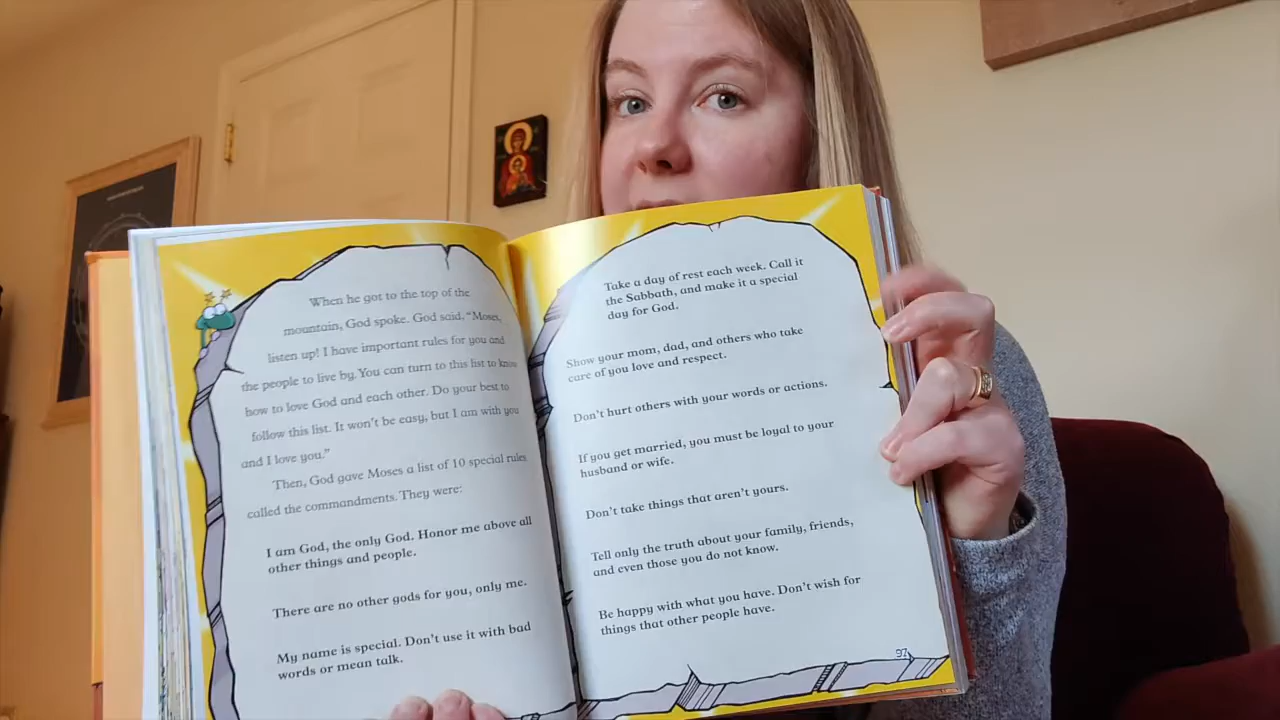 When he got to the top of the
mountain, God spoke. God said, "Moses,
listen up! I have important rules for you and
the people to live by. You can turn to this list to know
how to love God and each other. Do your best to
follow this list. It won't be easy, but I am with you
and I love you."
Then, God gave Moses a list of 10 special rules
called the commandments. They were:
I am God, the only God. Honor me above all
other things and people.
There are no other gods for you, only me.
My name is special. Don't use it with bad
words or mean talk.
Take a day of rest each week. Call it
the Sabbath, and make it a special
day for God.
Show your mom, dad, and others who take
care of you love and respect.
Don't hurt others with your words or actions.
If you get married, you must be loyal to your
husband or wife.
Don't take things that aren't yours.
Tell only the truth about your family, friends,
and even those you do not know.
Be happy with what you have. Don't wish for
things that other people have.
97